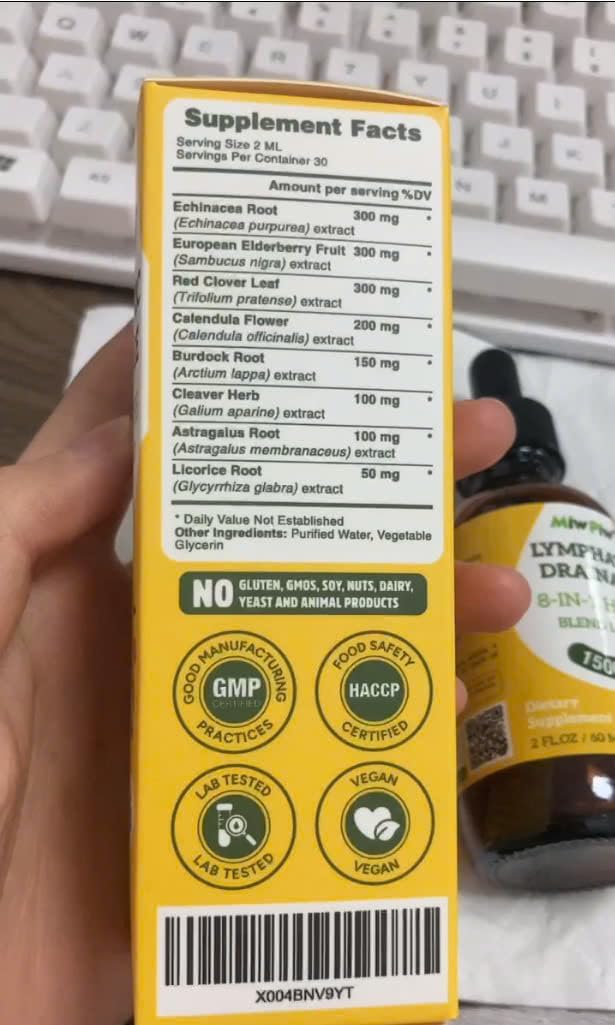 Supplement Facts
Serving Size 2 ML
Servings Per Container 30
Amount per serving %DV
Echinacea Root 300 mg *
(Echinacea purpurea) extract
European Elderberry Fruit 300 mg *
(Sambucus nigra) extract
Red Clover Leaf 300 mg *
(Trifolium pratense) extract
Calendula Flower 200 mg *
(Calendula officinalis) extract
Burdock Root 150 mg *
(Arctium lappa) extract
Cleaver Herb 100 mg *
(Galium aparine) extract
Astragalus Root 100 mg *
(Astragalus membranaceus) extract
Licorice Root 50 mg *
(Glycyrrhiza glabra) extract
* Daily Value Not Established
Other Ingredients: Purified Water, Vegetable
Glycerin
NO GLUTEN, GMOS, SOY, NUTS, DAIRY,
YEAST AND ANIMAL PRODUCTS
GOOD MANUFACTURING
GMP
CERTIFIED
PRACTICES
FOOD SAFETY
HACCP
CERTIFIED
LAB TESTED
LAB TESTED
VEGAN
VEGAN
X004BNV9YT
LYMPHA
DRAIN
8-IN-1
BLEND
150
Dietary
Supplement
2 FL.OZ / 60